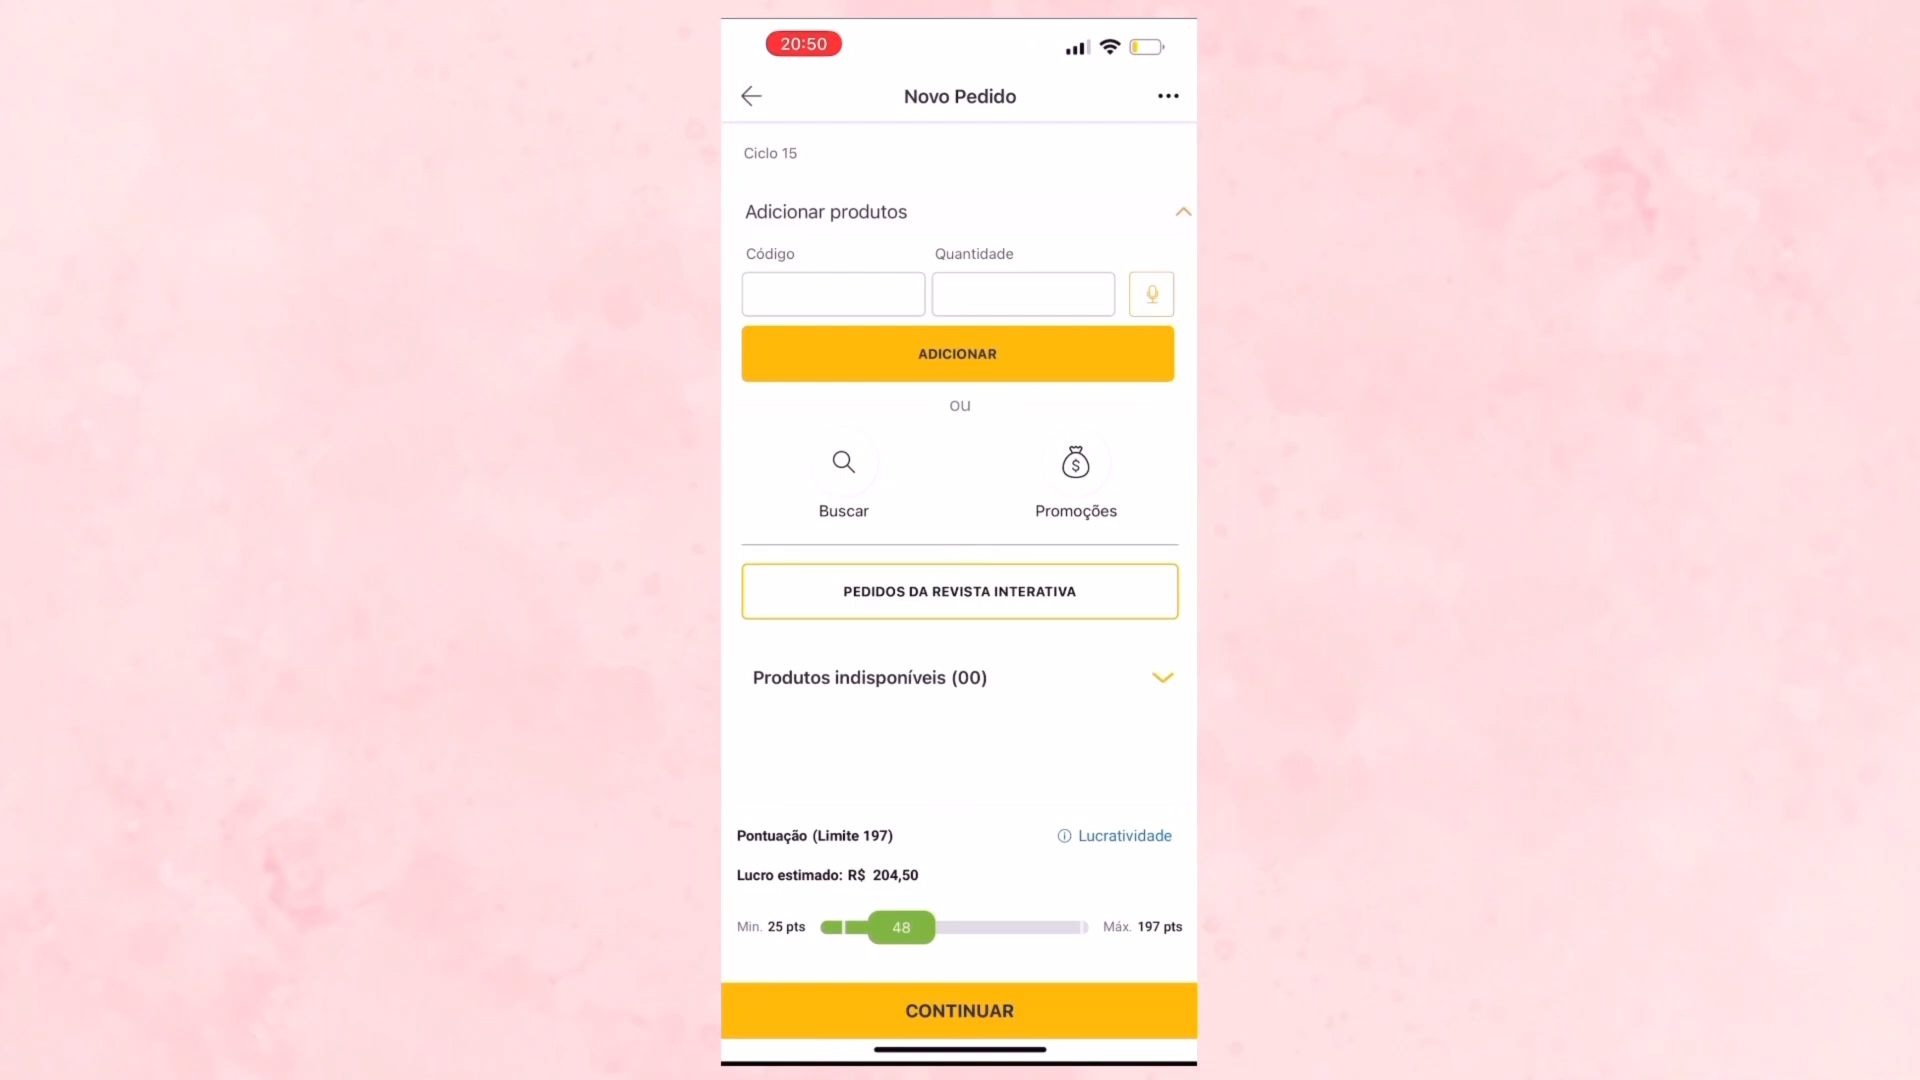 20:50
Novo Pedido
Ciclo 15
Adicionar produtos
Código Quantidade
ADICIONAR
OU
Buscar Promoções
PEDIDOS DA REVISTA INTERATIVA
Produtos indisponíveis (00)
Pontuação (Limite 197) Lucratividade
Lucro estimado: R$ 204,50
Min. 25 pts 48 Máx. 197 pts
CONTINUAR